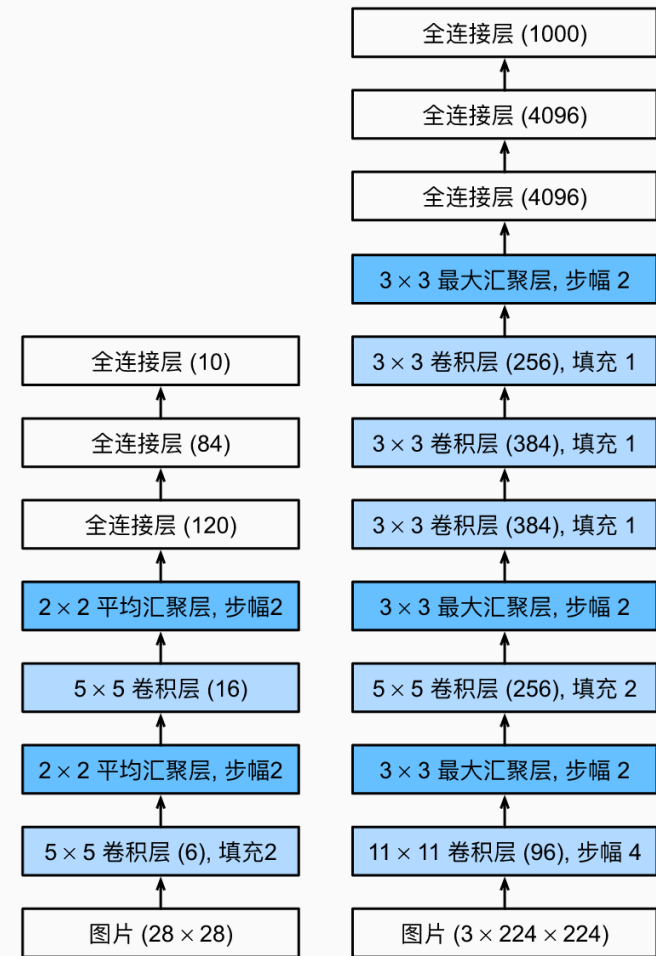 全连接层 (1000)
全连接层 (4096)
全连接层 (4096)
3 × 3 最大汇聚层, 步幅 2
3 × 3 卷积层 (256), 填充 1
3 × 3 卷积层 (384), 填充 1
3 × 3 卷积层 (384), 填充 1
3 × 3 最大汇聚层, 步幅 2
5 × 5 卷积层 (256), 填充 2
3 × 3 最大汇聚层, 步幅 2
11 × 11 卷积层 (96), 步幅 4
图片 (3 × 224 × 224)
全连接层 (10)
全连接层 (84)
全连接层 (120)
2 × 2 平均汇聚层, 步幅2
5 × 5 卷积层 (16)
2 × 2 平均汇聚层, 步幅2
5 × 5 卷积层 (6), 填充2
图片 (28 × 28)